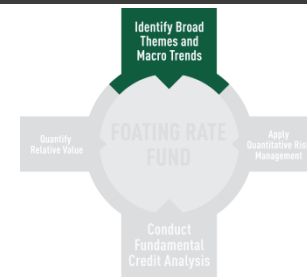 Identify Broad
Themes and
Macro Trends
Quantify
Relative Value
FOATING RATE
FUND
Apply
Quantitative Risk
Management
Conduct
Fundamental
Credit Analysis